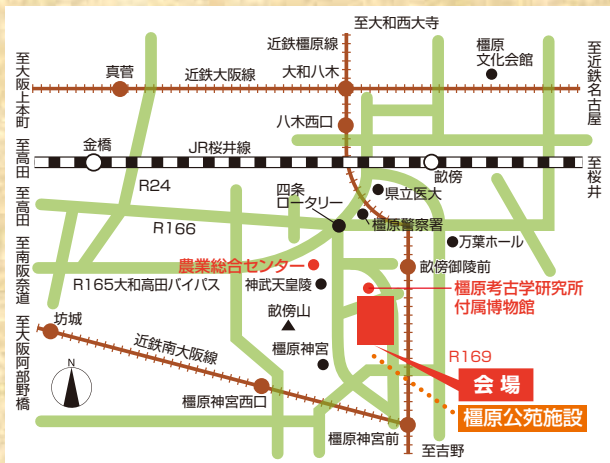 至大和西大寺
近鉄橿原線
橿原
文化会館
至近鉄名古屋
至大阪上本町
真菅
近鉄大阪線
大和八木
八木西口
金橋
JR桜井線
畝傍
至高田
至桜井
R24
県立医大
四条
ロータリー
至高田
R166
橿原警察署
万葉ホール
農業総合センター
畝傍御陵前
至南阪奈道
R165大和高田バイパス
神武天皇陵
橿原考古学研究所
付属博物館
畝傍山
坊城
近鉄南大阪線
橿原神宮
R169
会場
至大阪阿部野橋
N
橿原神宮西口
橿原公苑施設
橿原神宮前
至吉野